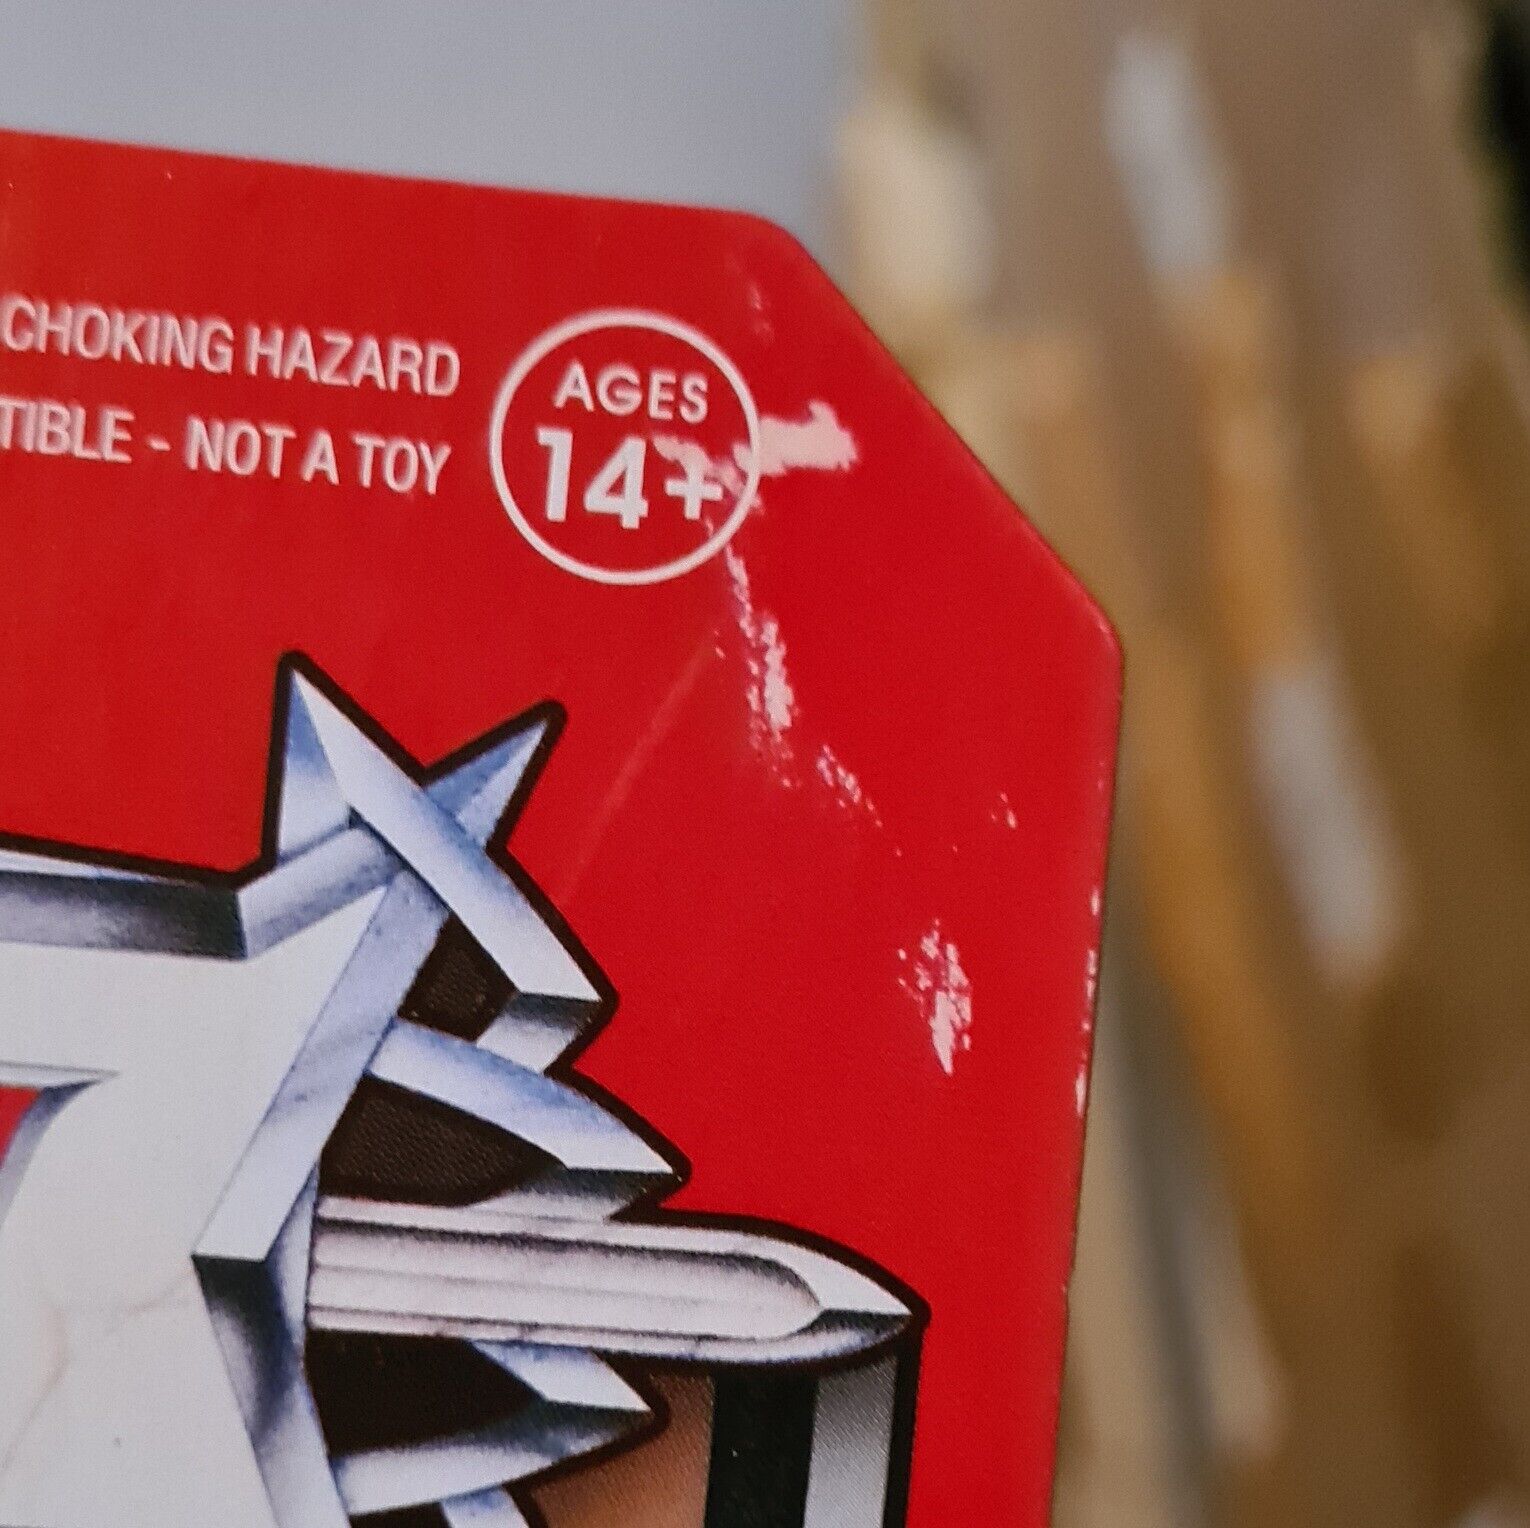 CHOKING HAZARD
TIBLE - NOT A TOY
AGES
14+